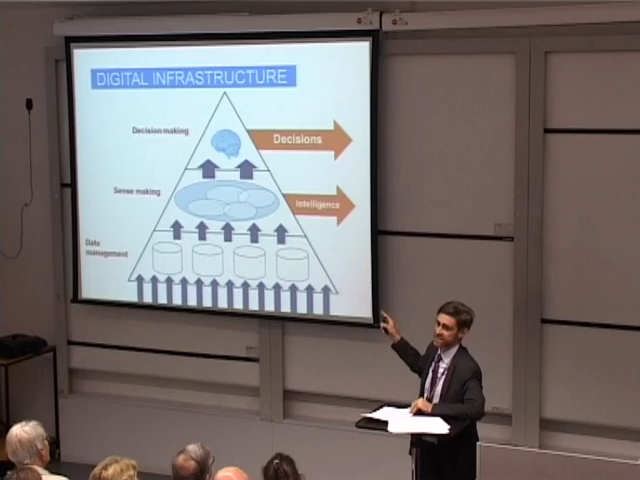 DIGITAL INFRASTRUCTURE
Decision making
Decisions
Sense making
Intelligence
Data
management